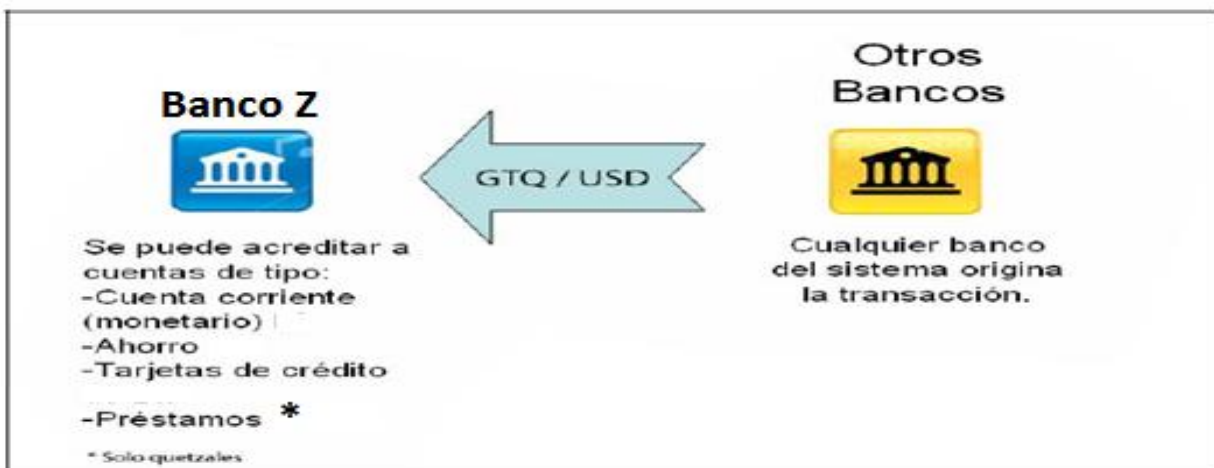 Banco Z
Se puede acreditar a
cuentas de tipo:
-Cuenta corriente
(monetario)
-Ahorro
-Tarjetas de crédito
-Préstamos *
* Solo quetzales
GTQ / USD
Otros
Bancos
Cualquier banco
del sistema origina
la transacción.